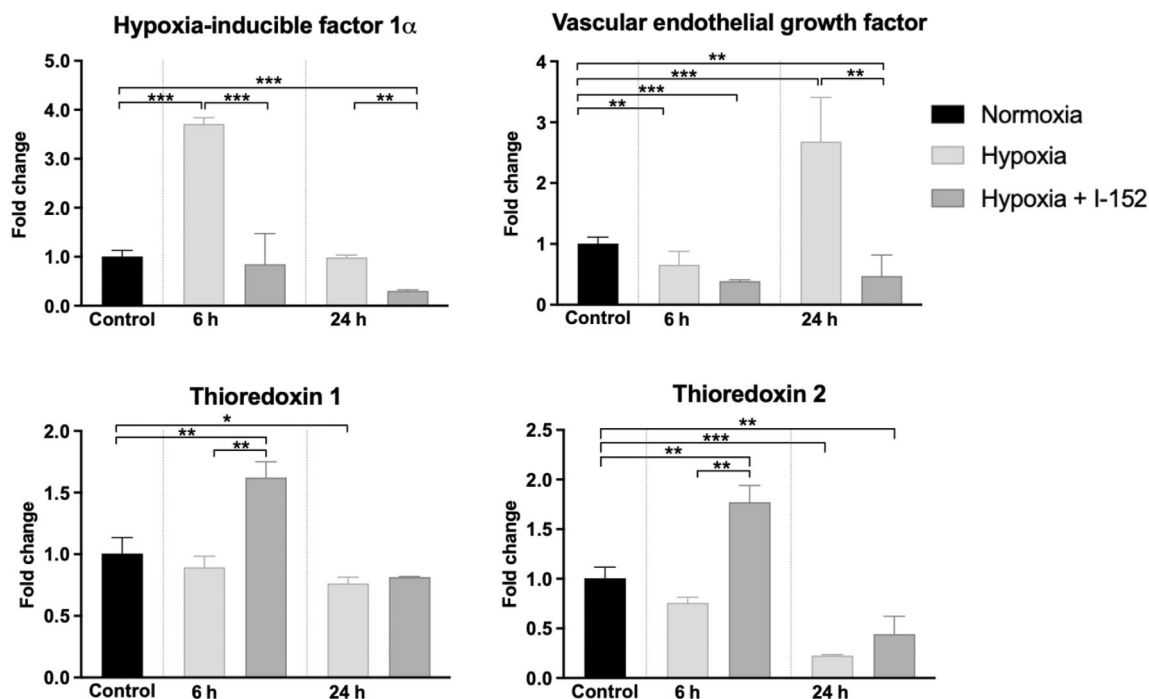 Hypoxia-inducible factor 1α
Fold change
5.0
4.0
3.0
2.0
1.0
0.0
***
*** ***
**
Control 6 h 24 h
Vascular endothelial growth factor
Fold change
4
3
2
1
0
**
*** **
***
**
Control 6 h 24 h
Normoxia
Hypoxia
Hypoxia + I-152
Thioredoxin 1
Fold change
2.0
1.5
1.0
0.5
0.0
*
**
**
Control 6 h 24 h
Thioredoxin 2
Fold change
2.5
2.0
1.5
1.0
0.5
0.0
**
***
**
**
Control 6 h 24 h